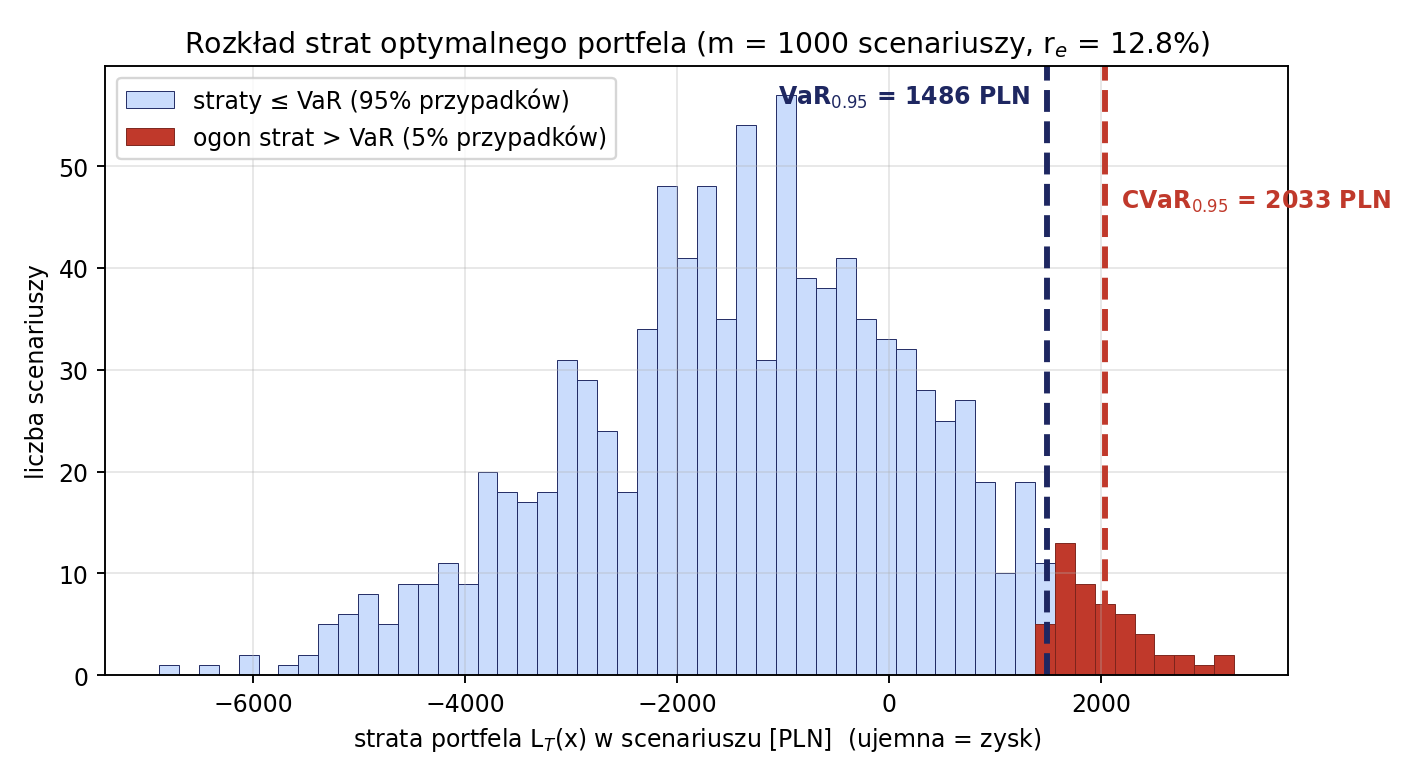 Rozkład strat optymalnego portfela (m = 1000 scenariuszy, rₑ = 12.8%)
straty ≤ VaR (95% przypadków)
ogon strat > VaR (5% przypadków)
VaR₀.₉₅ = 1486 PLN
CVaR₀.₉₅ = 2033 PLN
liczba scenariuszy
50
40
30
20
10
0
−6000 −4000 −2000 0 2000
strata portfela L_T(x) w scenariuszu [PLN] (ujemna = zysk)